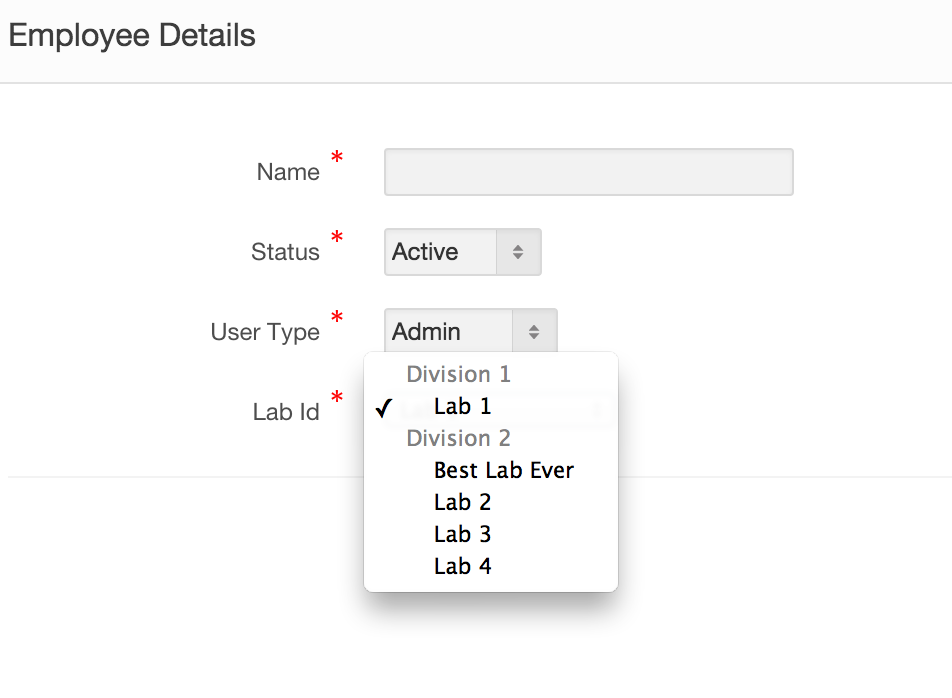 Employee Details
Name *
Status * Active
User Type * Admin
Division 1
Lab Id * ✓ Lab 1
Division 2
Best Lab Ever
Lab 2
Lab 3
Lab 4